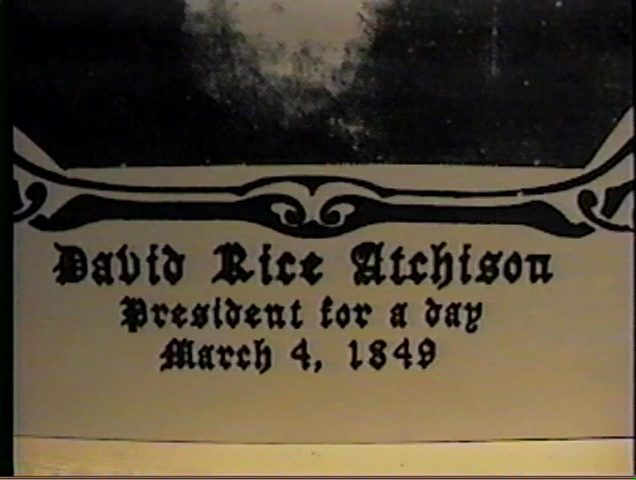 David Rice Atchison
President for a day
March 4, 1849